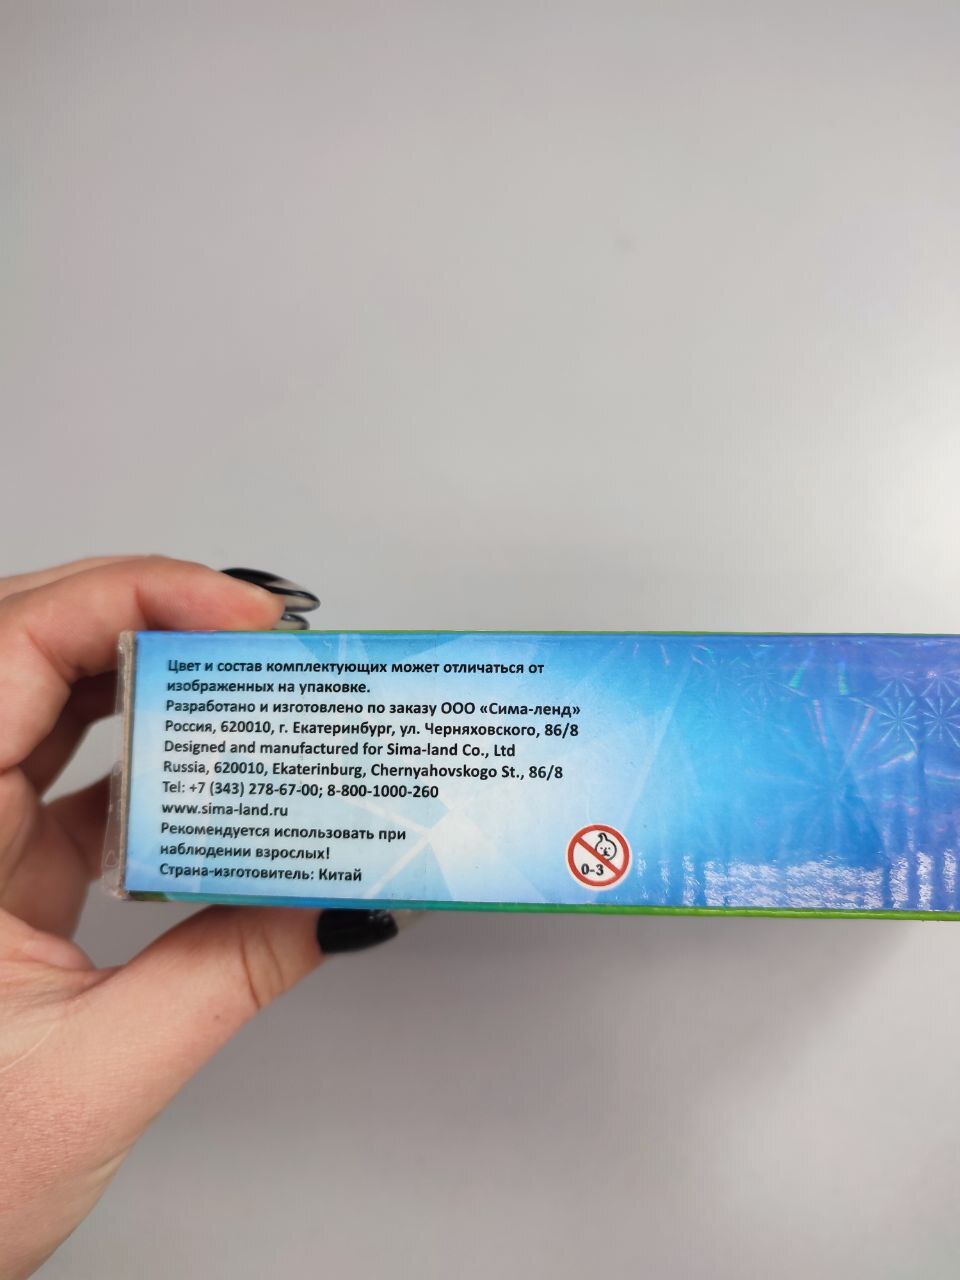 Цвет и состав комплектующих может отличаться от
изображенных на упаковке.
Разработано и изготовлено по заказу ООО «Сима-ленд»
Россия, 620010, г. Екатеринбург, ул. Черняховского, 86/8
Designed and manufactured for Sima-land Co., Ltd
Russia, 620010, Ekaterinburg, Chernyahovskogo St., 86/8
Tel: +7 (343) 278-67-00; 8-800-1000-260
www.sima-land.ru
Рекомендуется использовать при
наблюдении взрослых!
Страна-изготовитель: Китай
0-3